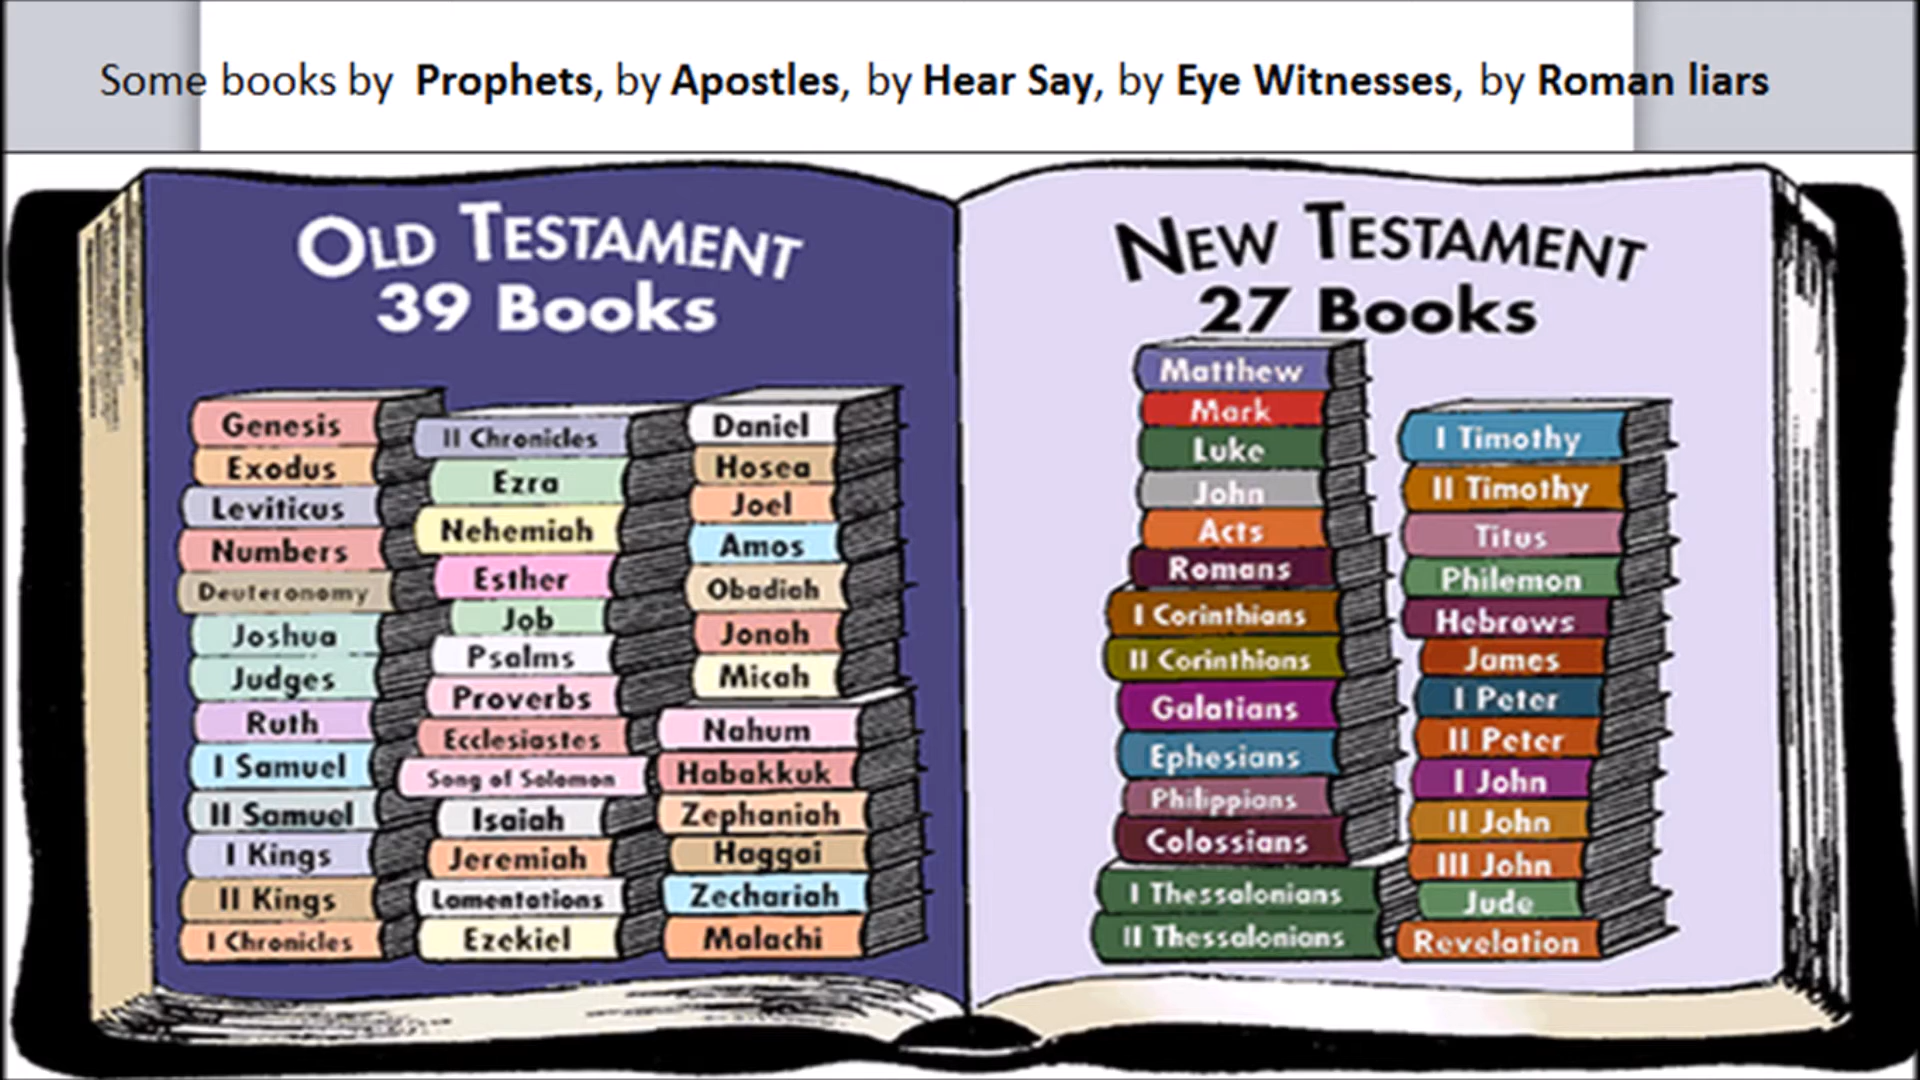 Some books by Prophets, by Apostles, by Hear Say, by Eye Witnesses, by Roman liars
OLD TESTAMENT
39 Books
Genesis
Exodus
Leviticus
Numbers
Deuteronomy
Joshua
Judges
Ruth
I Samuel
II Samuel
I Kings
II Kings
I Chronicles
II Chronicles
Ezra
Nehemiah
Esther
Job
Psalms
Proverbs
Ecclesiastes
Song of Solomon
Isaiah
Jeremiah
Lamentations
Ezekiel
Daniel
Hosea
Joel
Amos
Obadiah
Jonah
Micah
Nahum
Habakkuk
Zephaniah
Haggai
Zechariah
Malachi
NEW TESTAMENT
27 Books
Matthew
Mark
Luke
John
Acts
Romans
I Corinthians
II Corinthians
Galatians
Ephesians
Philippians
Colossians
I Thessalonians
II Thessalonians
I Timothy
II Timothy
Titus
Philemon
Hebrews
James
I Peter
II Peter
I John
II John
III John
Jude
Revelation